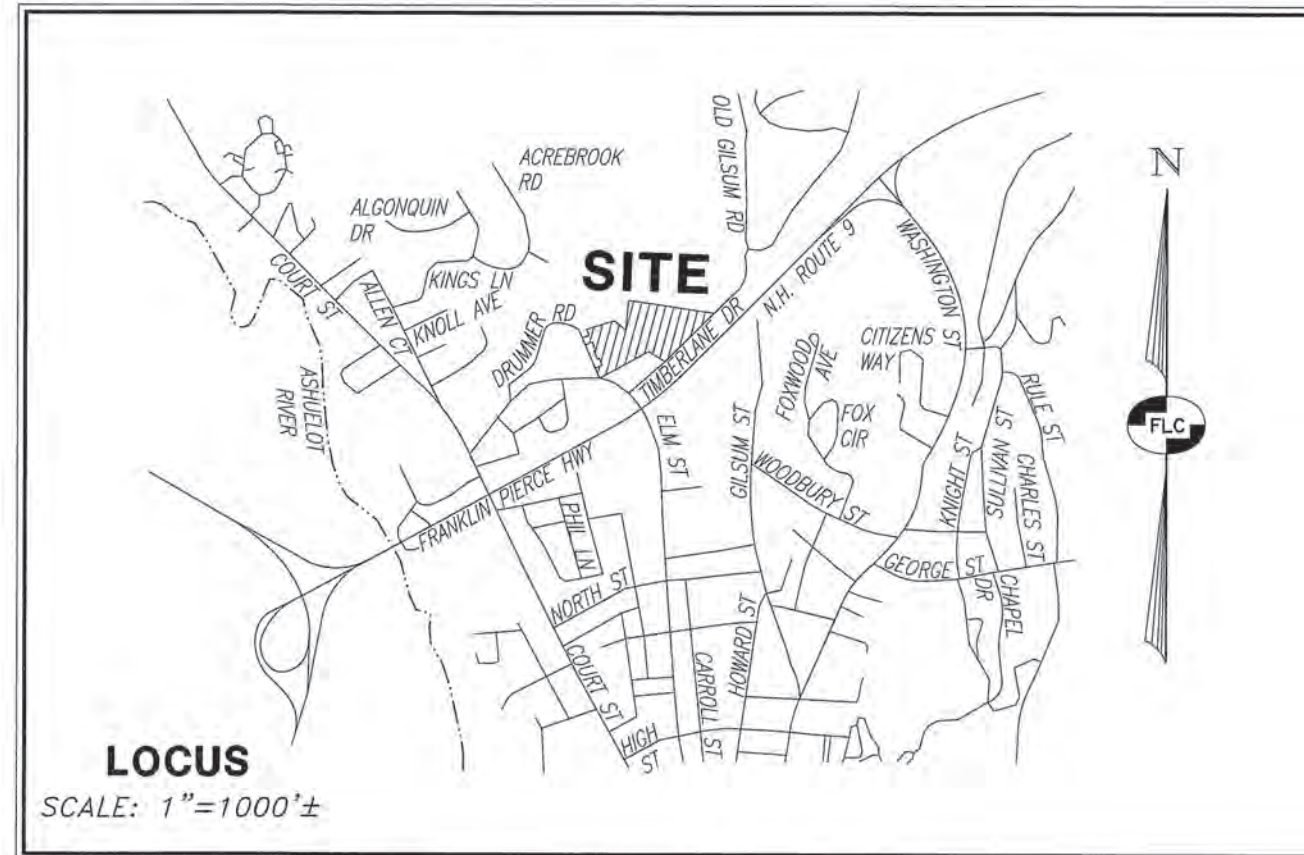 OLD GILSUM RD
ACREBROOK
RD
ALGONQUIN
DR
N
COURT ST
KINGS LN
SITE
N.H. ROUTE 9
WASHINGTON ST
ALLEN CT
KNOLL AVE
DRUMMER RD
TIMBERLANE DR
FOXWOOD
AVE
CITIZENS
WAY
ASHUELOT
RIVER
RULE ST
FOX
CIR
FLC
ELM ST
GILSUM ST
WOODBURY ST
KNIGHT ST
SULLIVAN ST
CHARLES ST
FRANKLIN PIERCE HWY
PHIL LN
GEORGE ST
NORTH ST
DR
CHAPEL
HOWARD ST
COURT ST
CARROLL ST
HIGH
ST
LOCUS
SCALE: 1"=1000'±